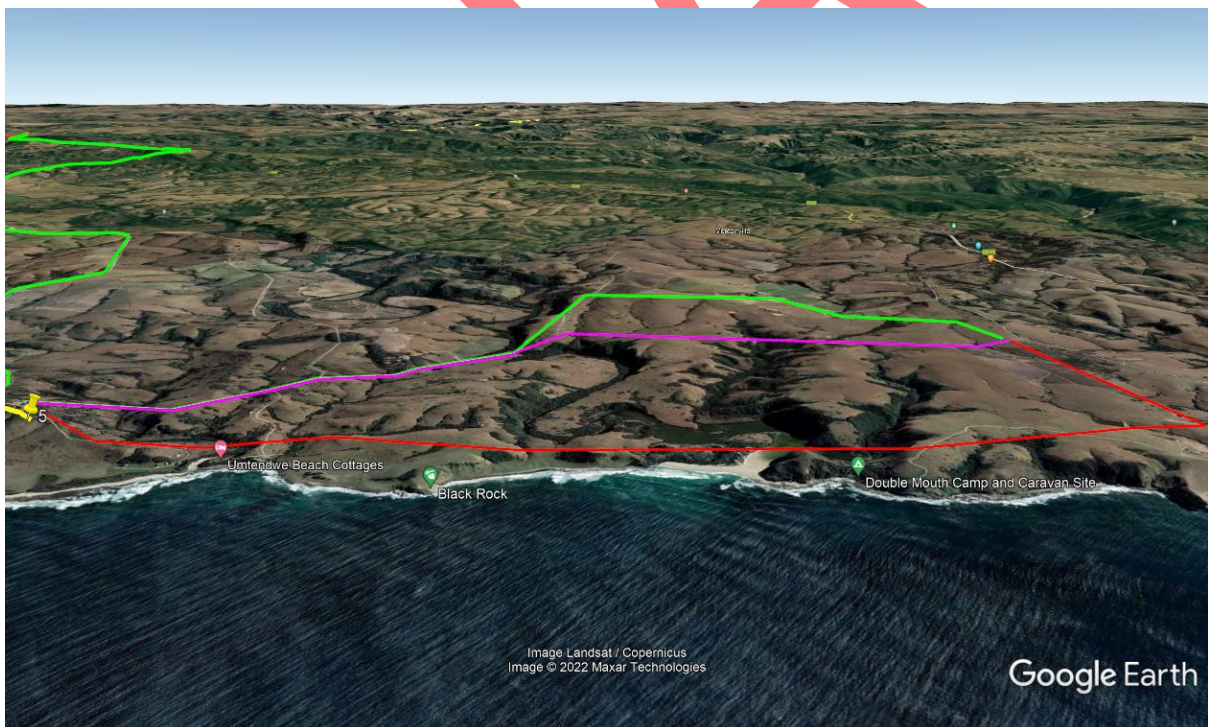 5
Umtendwe Beach Cottages
Black Rock
Double Mouth Camp and Caravan Site
Image Landsat / Copernicus
Image © 2022 Maxar Technologies
Google Earth